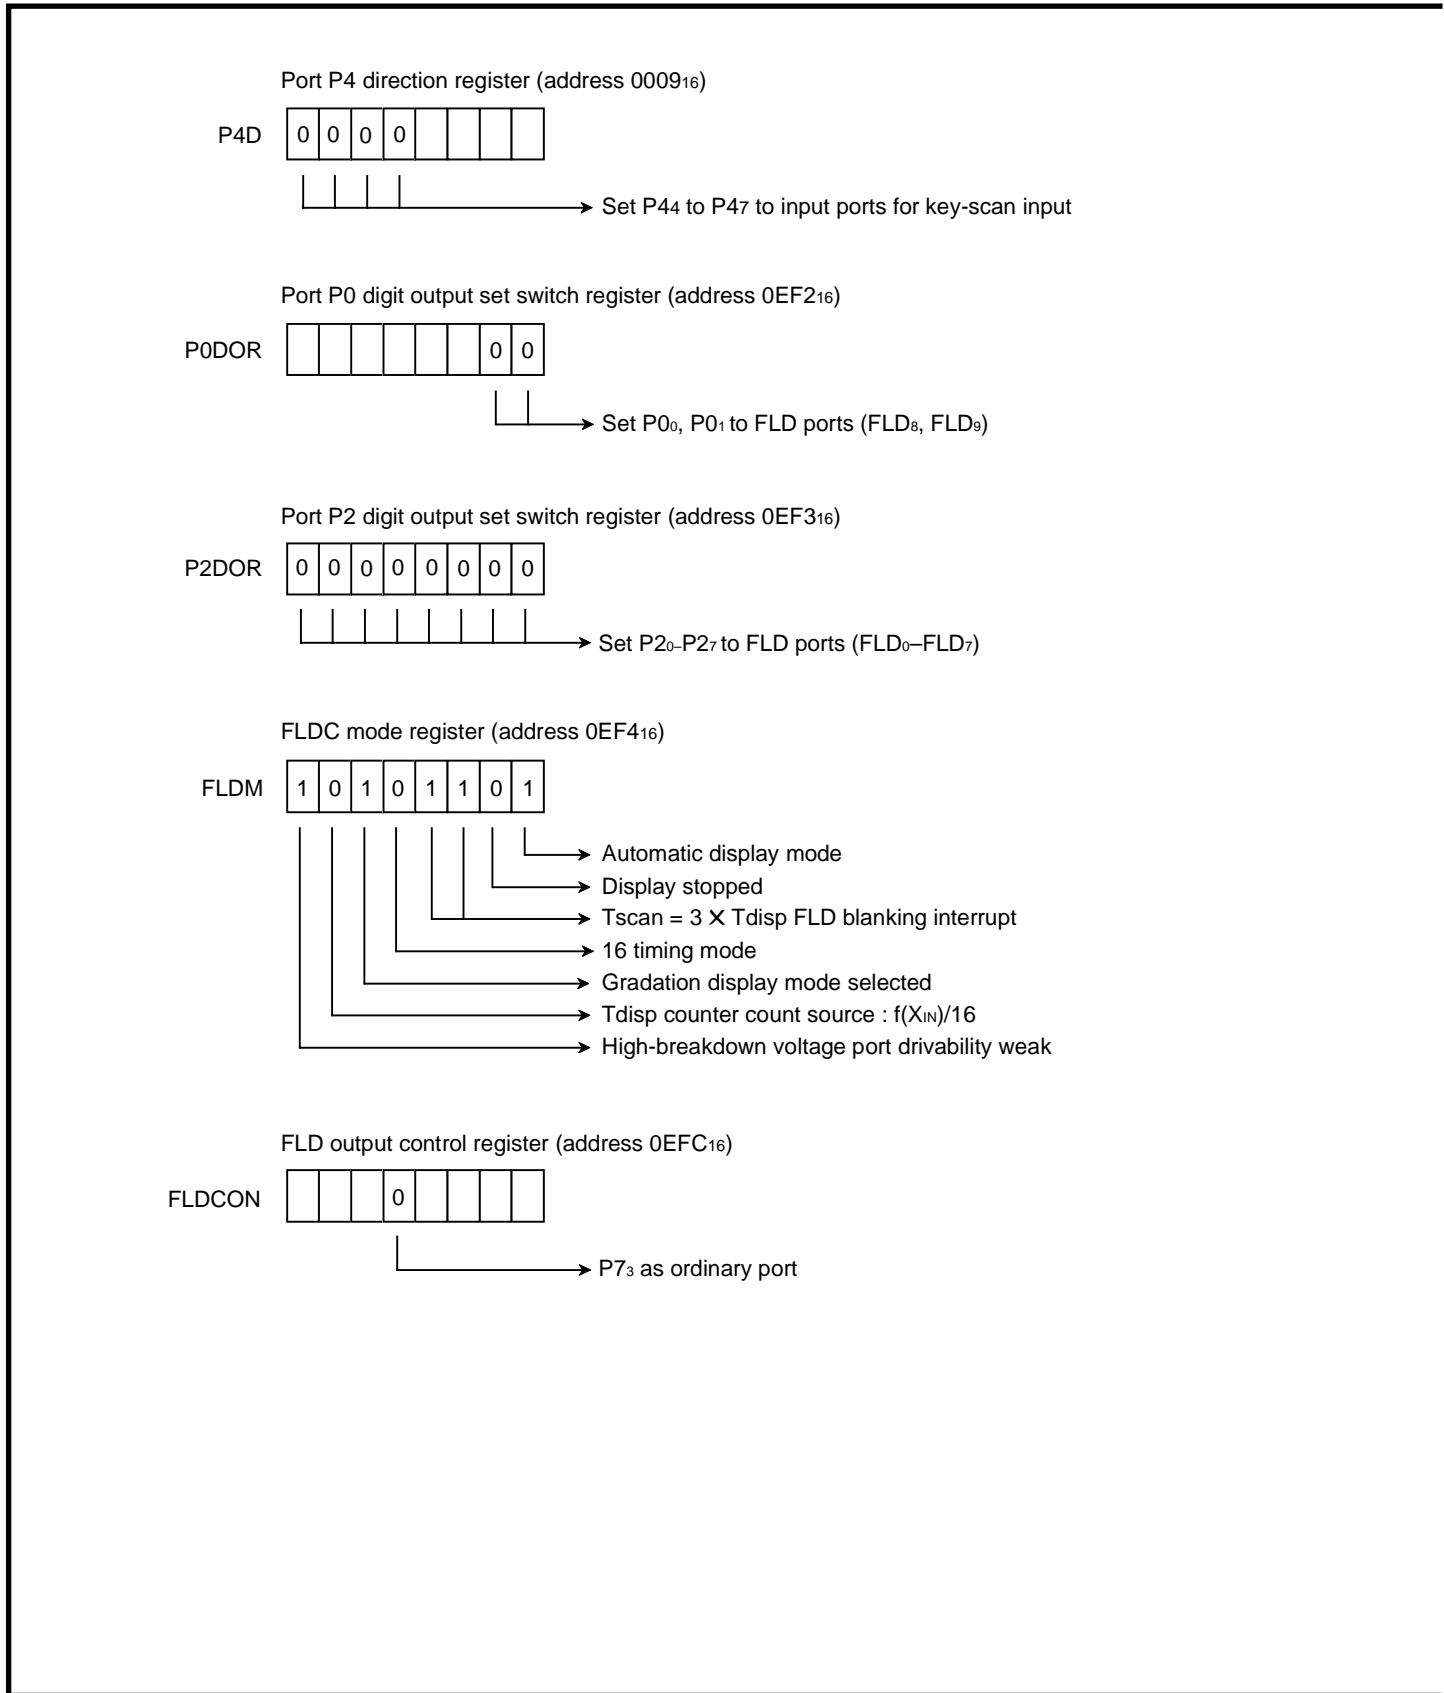 Port P4 direction register (address 000916)
P4D 0 0 0 0
Set P44 to P47 to input ports for key-scan input
Port P0 digit output set switch register (address 0EF216)
P0DOR 0 0
Set P00, P01 to FLD ports (FLD8, FLD9)
Port P2 digit output set switch register (address 0EF316)
P2DOR 0 0 0 0 0 0 0 0
Set P20–P27 to FLD ports (FLD0–FLD7)
FLDC mode register (address 0EF416)
FLDM 1 0 1 0 1 1 0 1
Automatic display mode
Display stopped
Tscan = 3 ✕ Tdisp FLD blanking interrupt
16 timing mode
Gradation display mode selected
Tdisp counter count source : f(XIN)/16
High-breakdown voltage port drivability weak
FLD output control register (address 0EFC16)
FLDCON 0
P73 as ordinary port